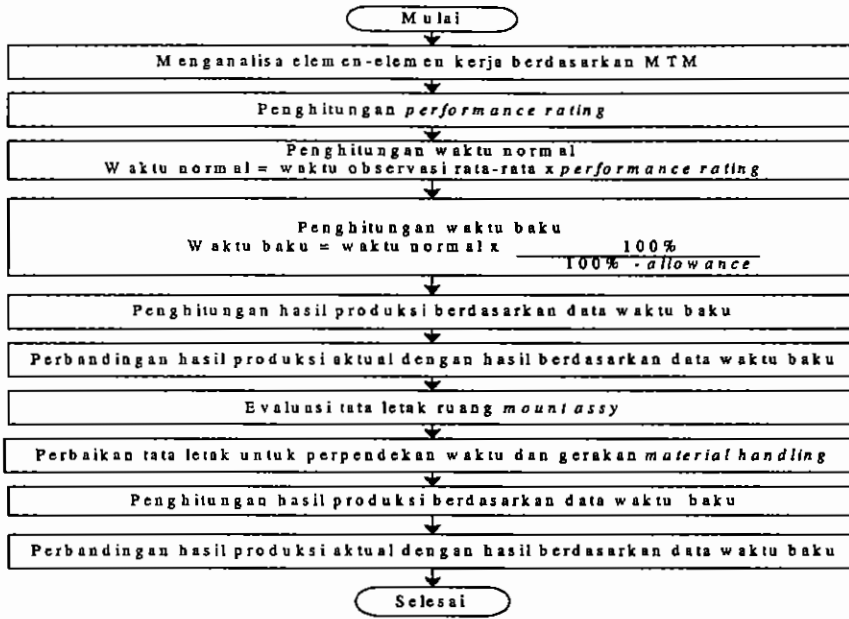 Mulai
Menganalisa elemen-elemen kerja berdasarkan MTM
Penghitungan performance rating
Penghitungan waktu normal
Waktu normal = waktu observasi rata-rata x performance rating
Penghitungan waktu baku
Waktu baku = waktu normal x 100%
100% - allowance
Penghitungan hasil produksi berdasarkan data waktu baku
Perbandingan hasil produksi aktual dengan hasil berdasarkan data waktu baku
Evaluasi tata letak ruang mount assy
Perbaikan tata letak untuk perpendekan waktu dan gerakan material handling
Penghitungan hasil produksi berdasarkan data waktu baku
Perbandingan hasil produksi aktual dengan hasil berdasarkan data waktu baku
Selesai